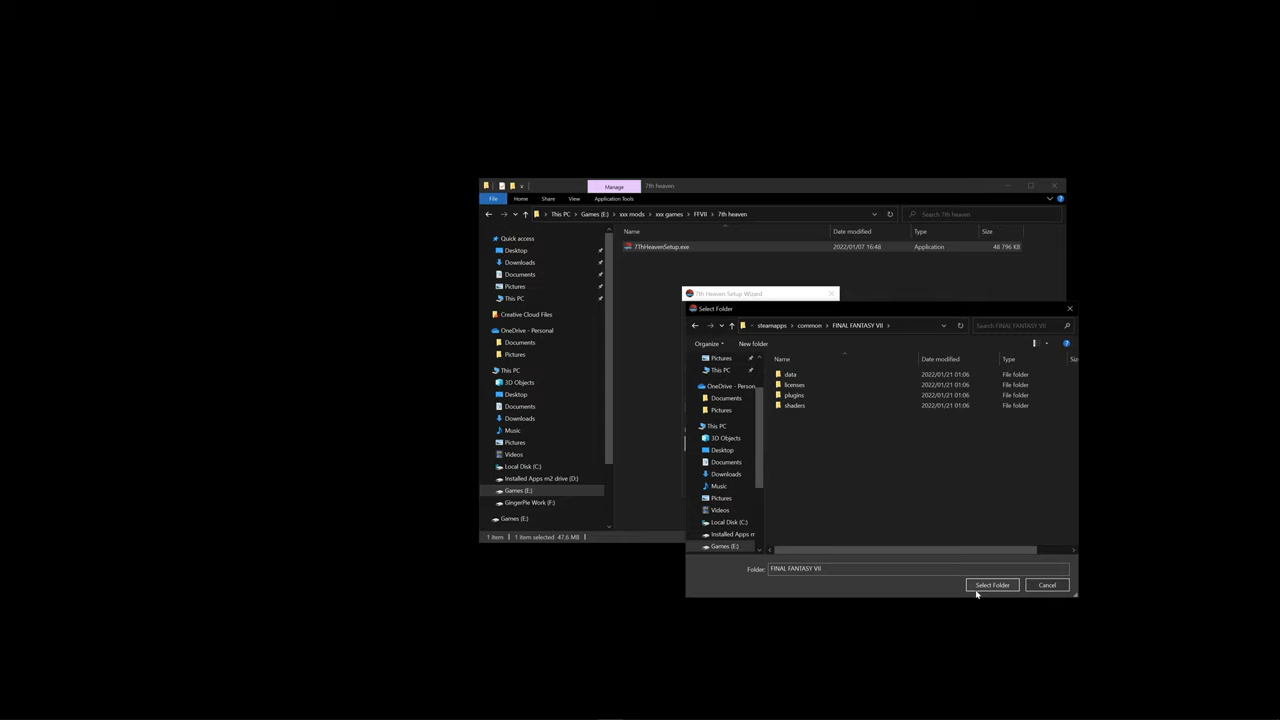 Manage
7th heaven
File
Home
Share
View
Application Tools
This PC
Games (E:)
xxx mods
xxx games
FFVII
7th heaven
Search 7th heaven
Name
Date modified
Type
Size
Quick access
Desktop
Downloads
Documents
Pictures
This PC
Creative Cloud Files
OneDrive - Personal
Documents
Pictures
This PC
3D Objects
Desktop
Documents
Downloads
Music
Pictures
Videos
Local Disk (C:)
Installed Apps m2 drive (D:)
Games (E:)
GingerPie Work (F:)
Games (E:)
7ThHeavenSetup.exe
2022/01/07 16:48
Application
48 796 KB
1 item
1 item selected 47,6 MB
7th Heaven Setup Wizard
Select Folder
steamapps
common
FINAL FANTASY VII
Search FINAL FANTASY VII
Organize
New folder
Pictures
This PC
OneDrive - Person
Documents
Pictures
This PC
3D Objects
Desktop
Documents
Downloads
Music
Pictures
Videos
Local Disk (C:)
Installed Apps m
Games (E:)
Name
Date modified
Type
Siz
data
2022/01/21 01:06
File folder
licenses
2022/01/21 01:06
File folder
plugins
2022/01/21 01:06
File folder
shaders
2022/01/21 01:06
File folder
Folder:
FINAL FANTASY VII
Select Folder
Cancel